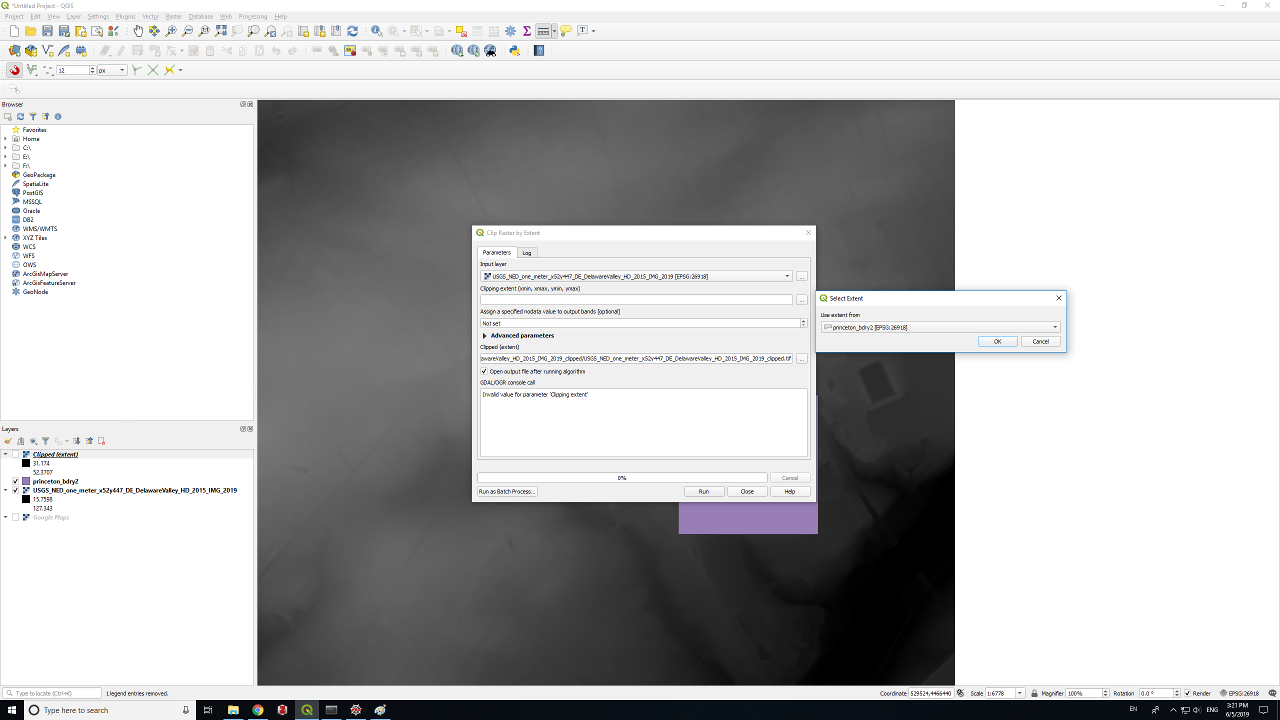 *Untitled Project - QGIS
Project Edit View Layer Settings Plugins Vector Raster Database Web Processing Help
12 px
Browser
Favorites
Home
C:\
E:\
F:\
GeoPackage
SpatiaLite
PostGIS
MSSQL
Oracle
DB2
WMS/WMTS
XYZ Tiles
WCS
WFS
OWS
ArcGisMapServer
ArcGisFeatureServer
GeoNode
Layers
Clipped (extent)
31.174
52.3707
princeton_bdry2
USGS_NED_one_meter_x52y447_DE_DelawareValley_HD_2015_IMG_2019
15.7598
127.343
Google Maps
Clip Raster by Extent
Parameters Log
Input layer
USGS_NED_one_meter_x52y447_DE_DelawareValley_HD_2015_IMG_2019 [EPSG:26918]
...
Clipping extent (xmin, xmax, ymin, ymax)
...
Assign a specified nodata value to output bands [optional]
Not set
Advanced parameters
Clipped (extent)
awareValley_HD_2015_IMG_2019_clipped/USGS_NED_one_meter_x52y447_DE_DelawareValley_HD_2015_IMG_2019_clipped.tif
...
Open output file after running algorithm
GDAL/OGR console call
Invalid value for parameter 'Clipping extent'
0% Cancel
Run as Batch Process... Run Close Help
Select Extent
Use extent from
princeton_bdry2 [EPSG:26918]
OK Cancel
Type to locate (Ctrl+K) 1 legend entries removed. Coordinate 529524,4466440 Scale 1:6778 Magnifier 100% Rotation 0.0 ° Render EPSG:26918
Type here to search EN ENG 3:21 PM
6/5/2019